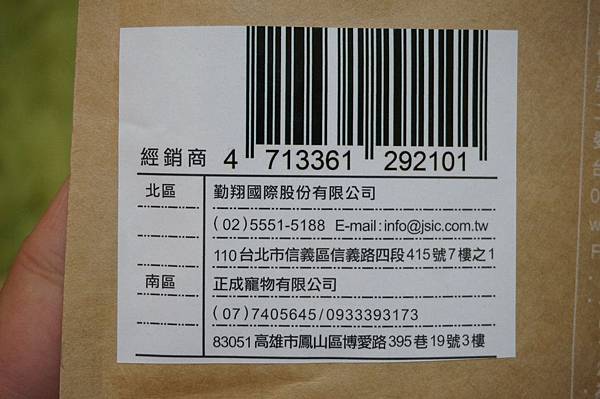 經銷商 4 713361 292101
北區 勤翔國際股份有限公司
(02)5551-5188 E-mail:info@jsic.com.tw
110台北市信義區信義路四段415號7樓之1
南區 正成寵物有限公司
(07)7405645/0933393173
83051高雄市鳳山區博愛路395巷19號3樓